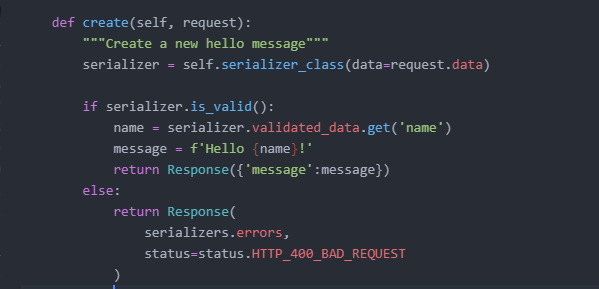 def create(self, request):
"""Create a new hello message"""
serializer = self.serializer_class(data=request.data)
if serializer.is_valid():
name = serializer.validated_data.get('name')
message = f'Hello {name}!'
return Response({'message':message})
else:
return Response(
serializers.errors,
status=status.HTTP_400_BAD_REQUEST
)